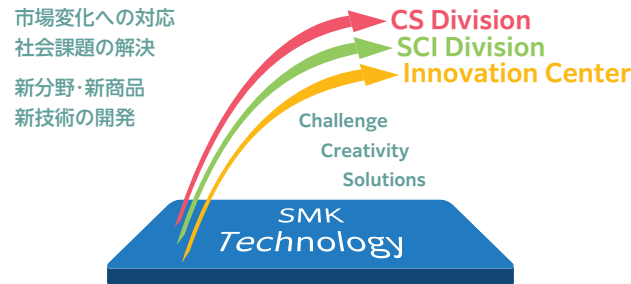 市場変化への対応
社会課題の解決
新分野･新商品
新技術の開発
CS Division
SCI Division
Innovation Center
Challenge
Creativity
Solutions
SMK
Technology